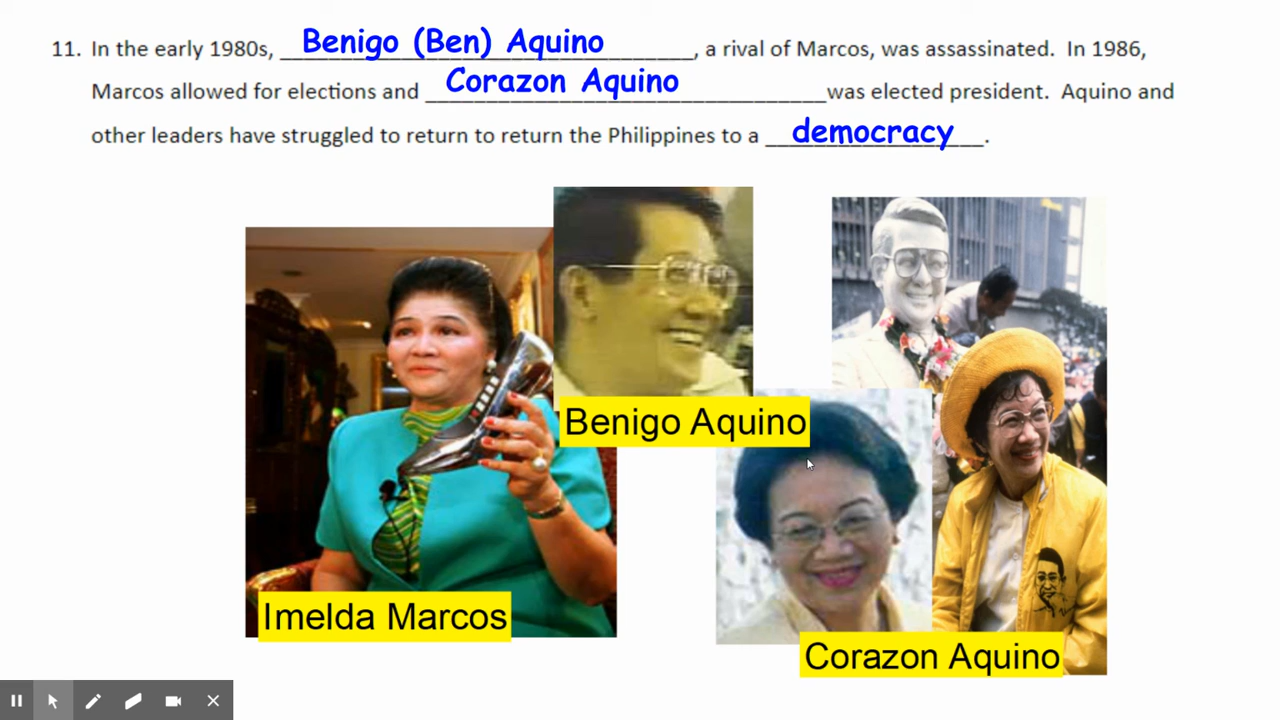 11. In the early 1980s, Benigo (Ben) Aquino, a rival of Marcos, was assassinated. In 1986,
Marcos allowed for elections and Corazon Aquino was elected president. Aquino and
other leaders have struggled to return to return the Philippines to a democracy.
Benigo Aquino
Imelda Marcos
Corazon Aquino